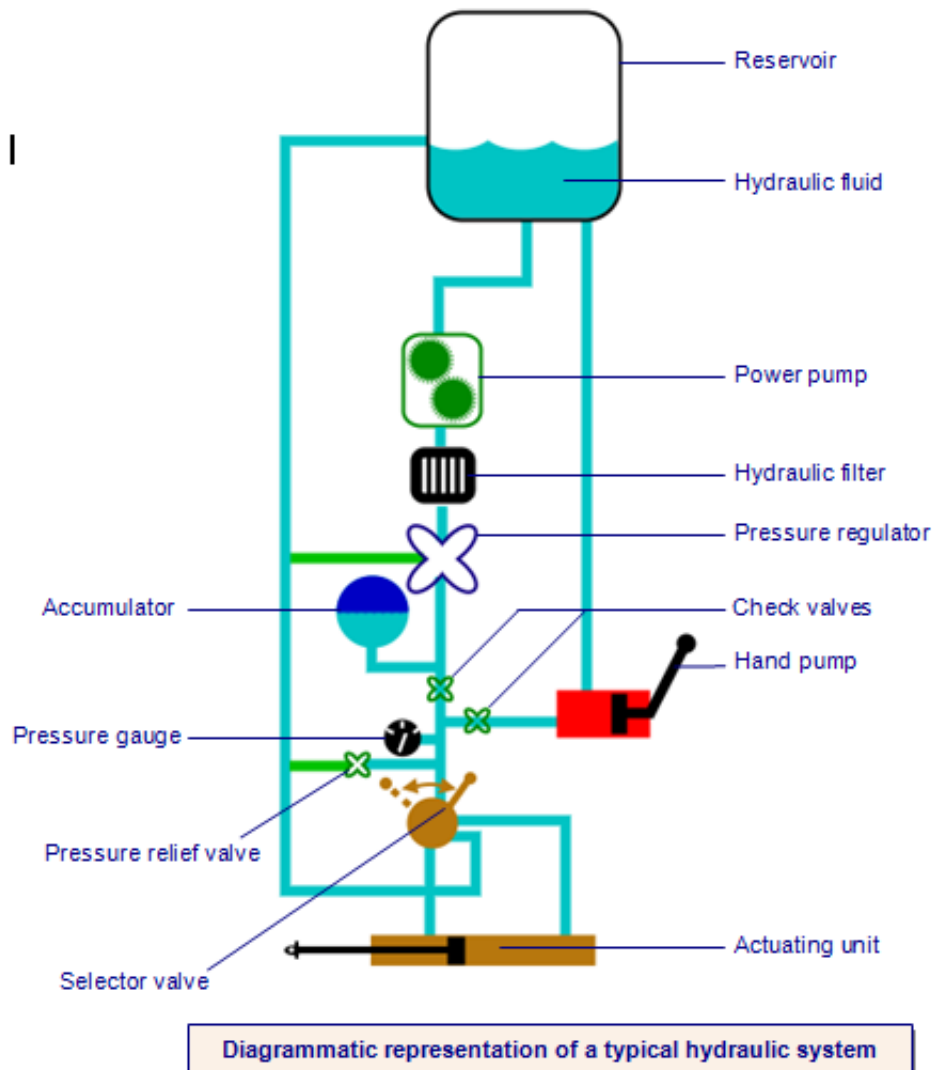 Reservoir
Hydraulic fluid
Power pump
Hydraulic filter
Pressure regulator
Accumulator
Check valves
Hand pump
Pressure gauge
Pressure relief valve
Actuating unit
Selector valve
Diagrammatic representation of a typical hydraulic system